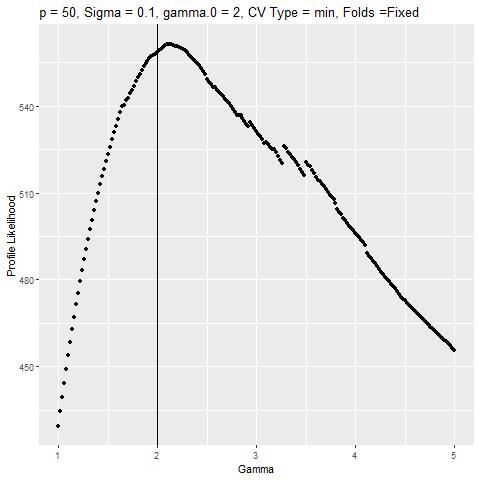 p = 50, Sigma = 0.1, gamma.0 = 2, CV Type = min, Folds =Fixed
Profile Likelihood
540
510
480
450
1 2 3 4 5
Gamma